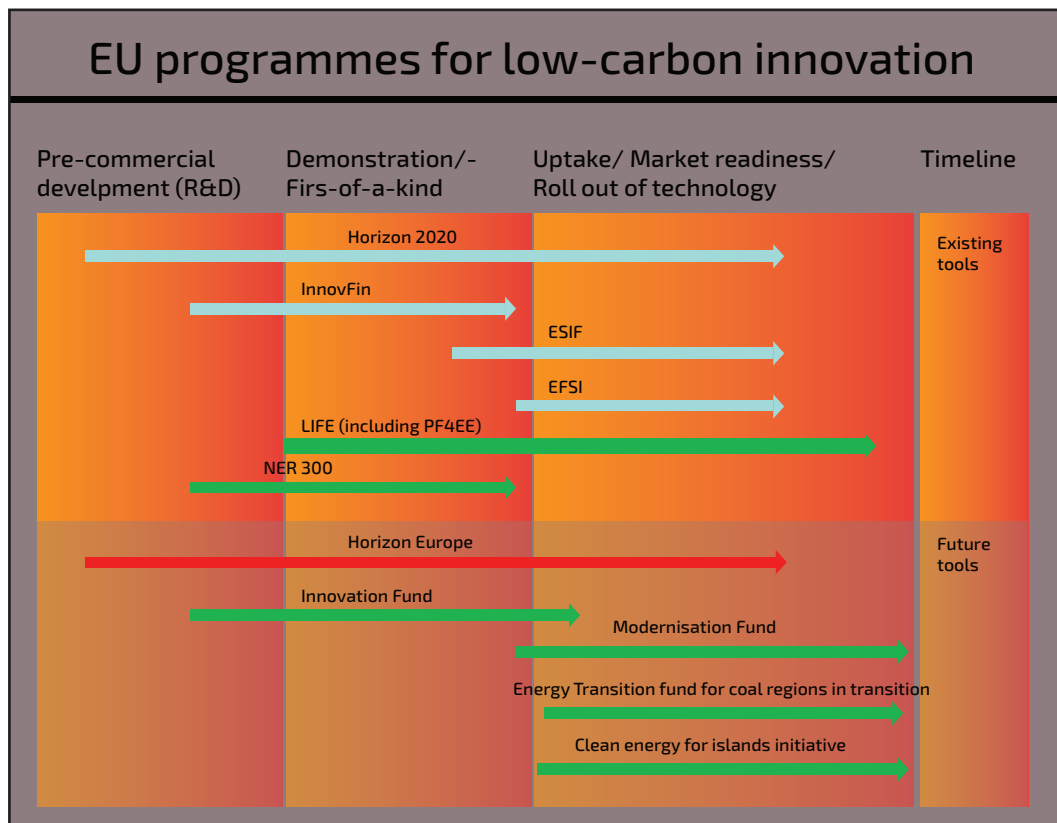 EU programmes for low-carbon innovation
Pre-commercial
develpment (R&D)
Demonstration/-
Firs-of-a-kind
Uptake/ Market readiness/
Roll out of technology
Timeline
Horizon 2020
Existing
tools
InnovFin
ESIF
EFSI
LIFE (including PF4EE)
NER 300
Horizon Europe
Future
tools
Innovation Fund
Modernisation Fund
Energy Transition fund for coal regions in transition
Clean energy for islands initiative